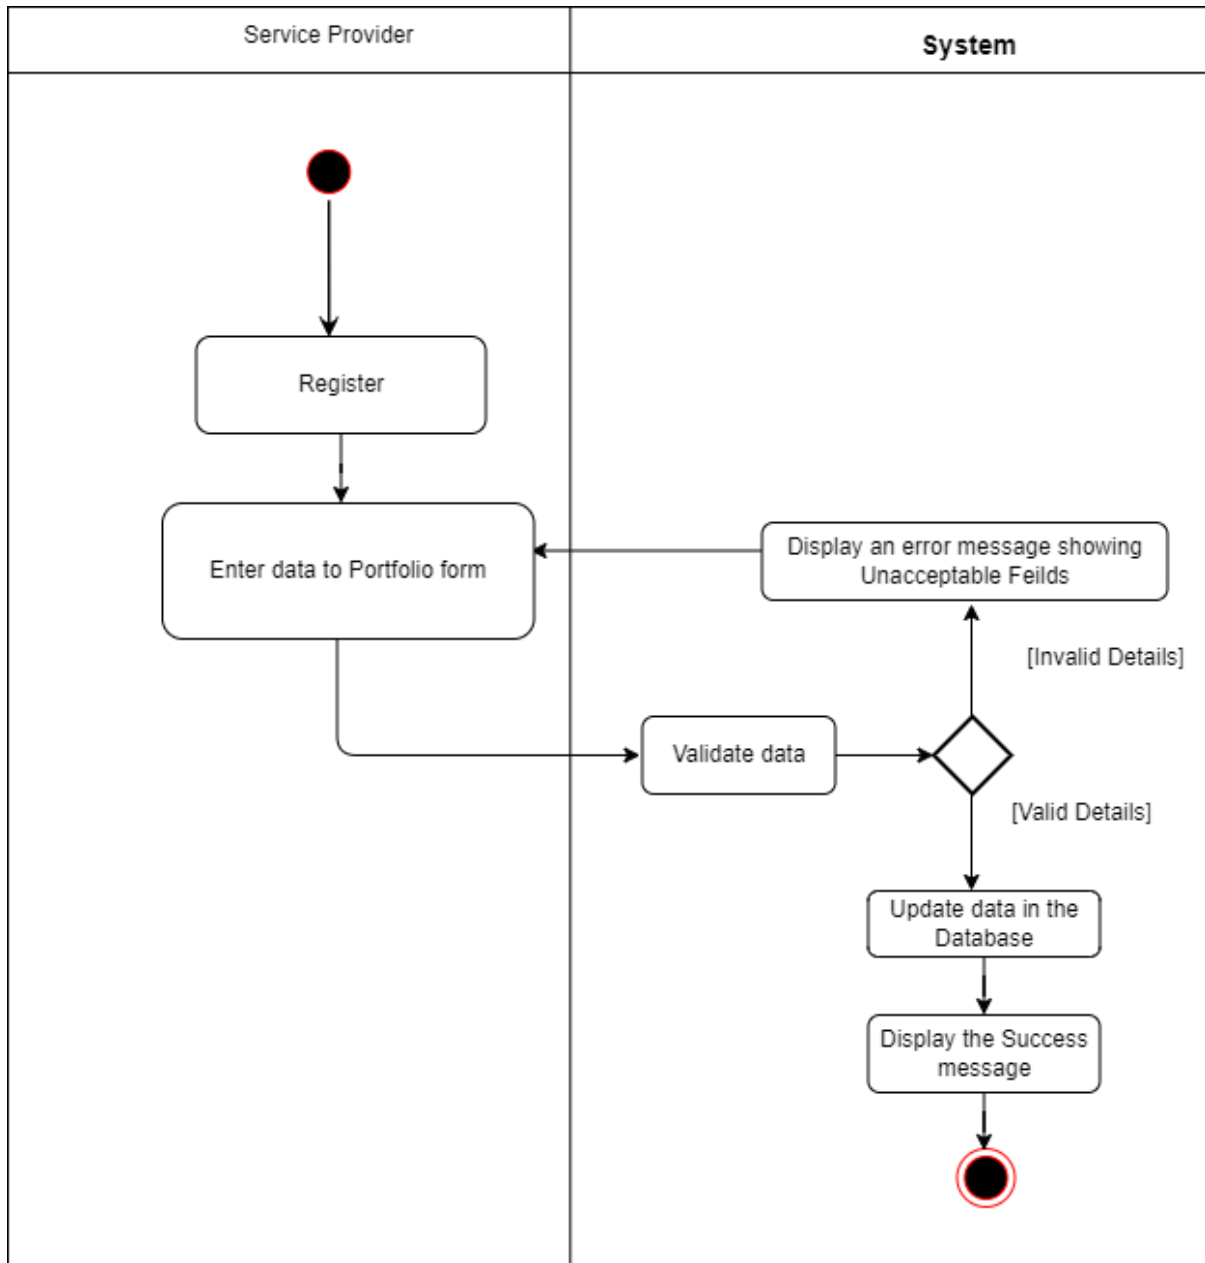 Service Provider
System
Register
Enter data to Portfolio form
Display an error message showing
Unacceptable Feilds
[Invalid Details]
Validate data
[Valid Details]
Update data in the
Database
Display the Success
message